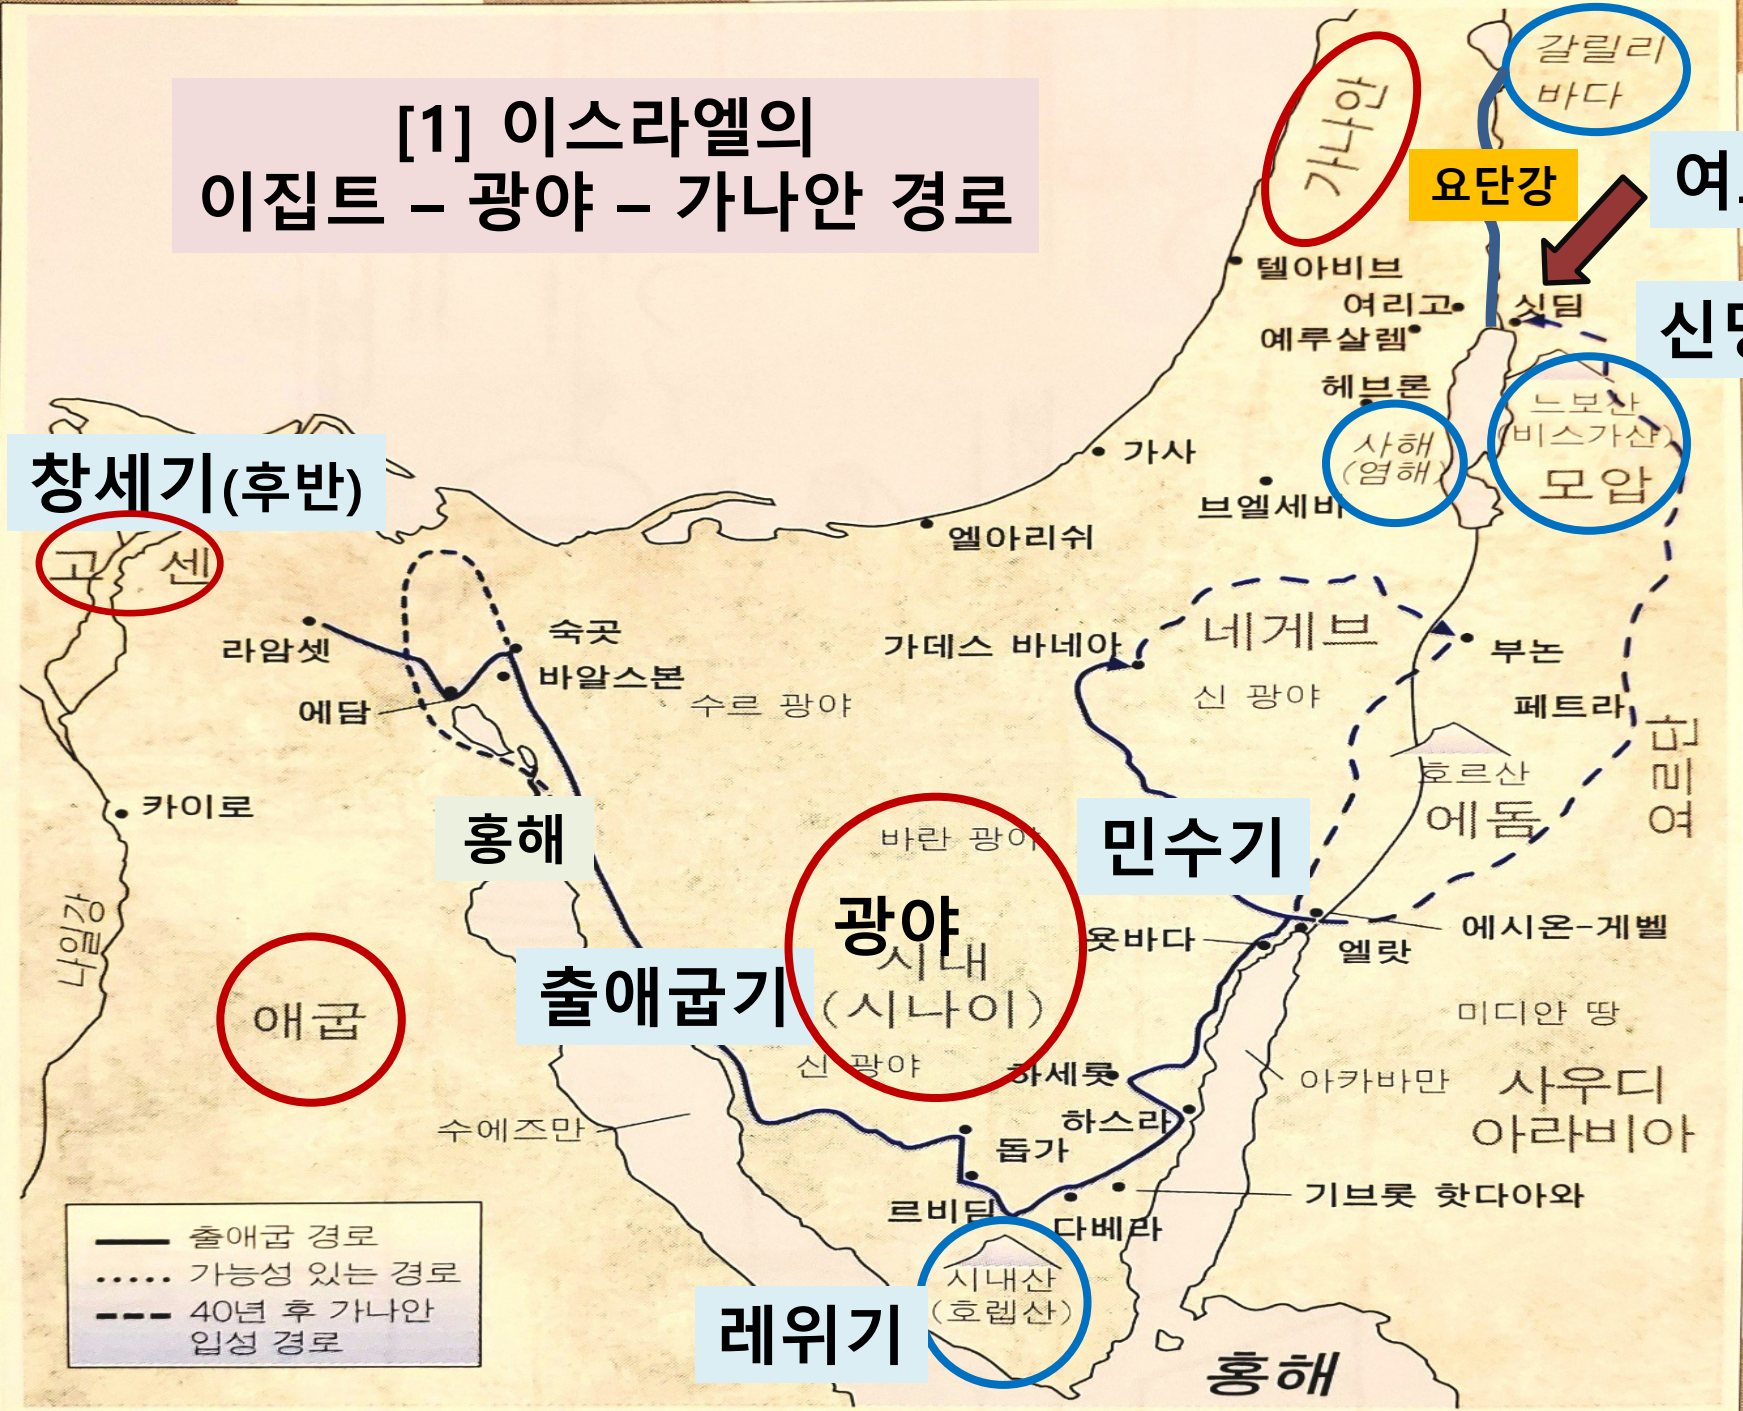 [1] 이스라엘의
이집트 – 광야 – 가나안 경로
갈릴리
바다
가나안
요단강
텔아비브
여리고
싯딤
예루살렘
헤브론
느보산
(비스가산)
모압
사해
(염해)
가사
브엘세바
엘아리쉬
창세기(후반)
고센
라암셋
숙곳
바알스본
에담
수르 광야
가데스 바네아
네게브
신 광야
부논
페트라
요르단
호르산
에돔
카이로
홍해
바란 광야
민수기
광야
시내
(시나이)
나일강
애굽
출애굽기
욧바다
엘랏
에시온-게벨
미디안 땅
신 광야
하세롯
아카바만
사우디
아라비아
수에즈만
하스라
돕가
르비딤
다베라
기브롯 핫다아와
시내산
(호렙산)
레위기
홍해
출애굽 경로
가능성 있는 경로
40년 후 가나안
입성 경로